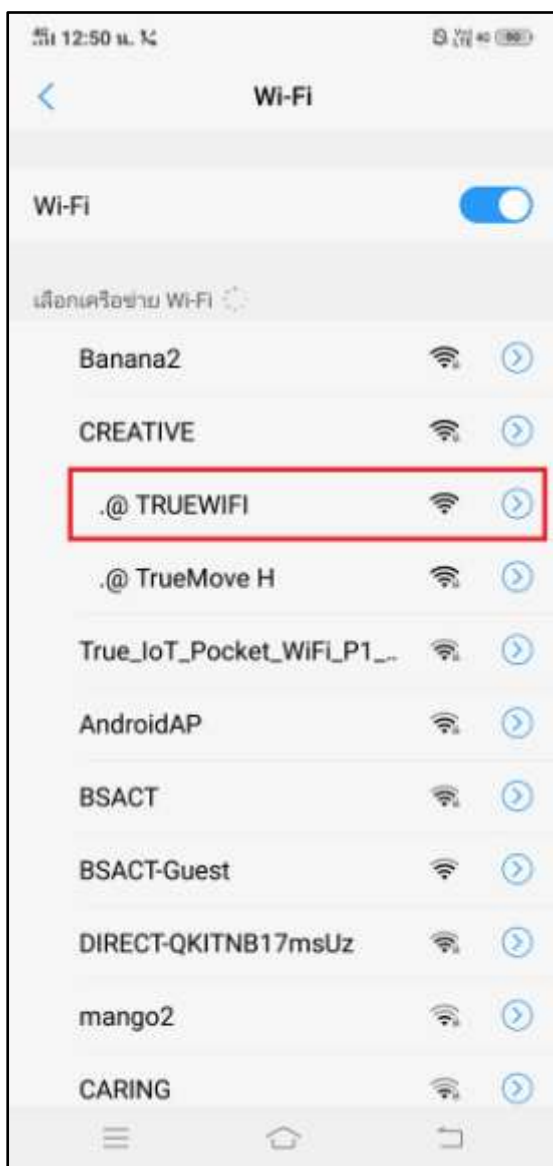 12:50 น.
Wi-Fi
Wi-Fi
เลือกเครือข่าย Wi-Fi
Banana2
CREATIVE
.@ TRUEWIFI
.@ TrueMove H
True_IoT_Pocket_WiFi_P1_..
AndroidAP
BSACT
BSACT-Guest
DIRECT-QKITNB17msUz
mango2
CARING